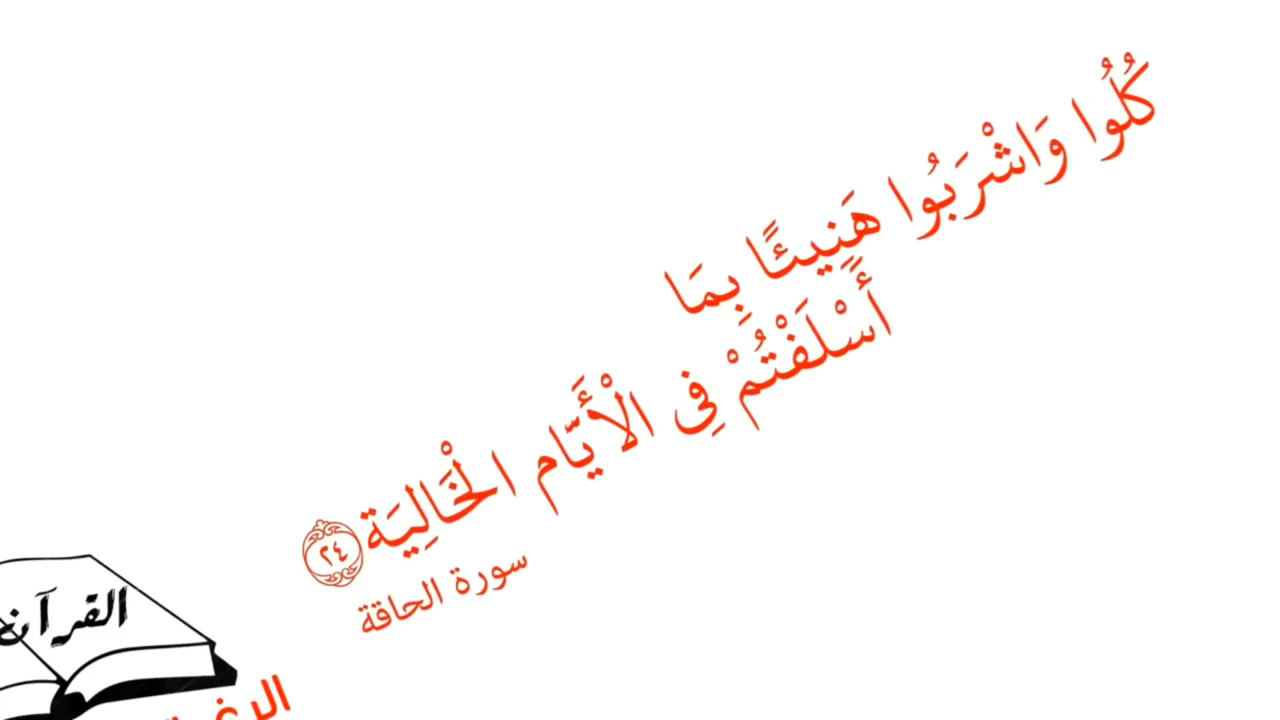 كُلُوا وَاشْرَبُوا هَنِيئًا بِمَا
أَسْلَفْتُمْ فِي الْأَيَّامِ الْخَالِيَةِ ٢٤
سورة الحاقة
القرآن